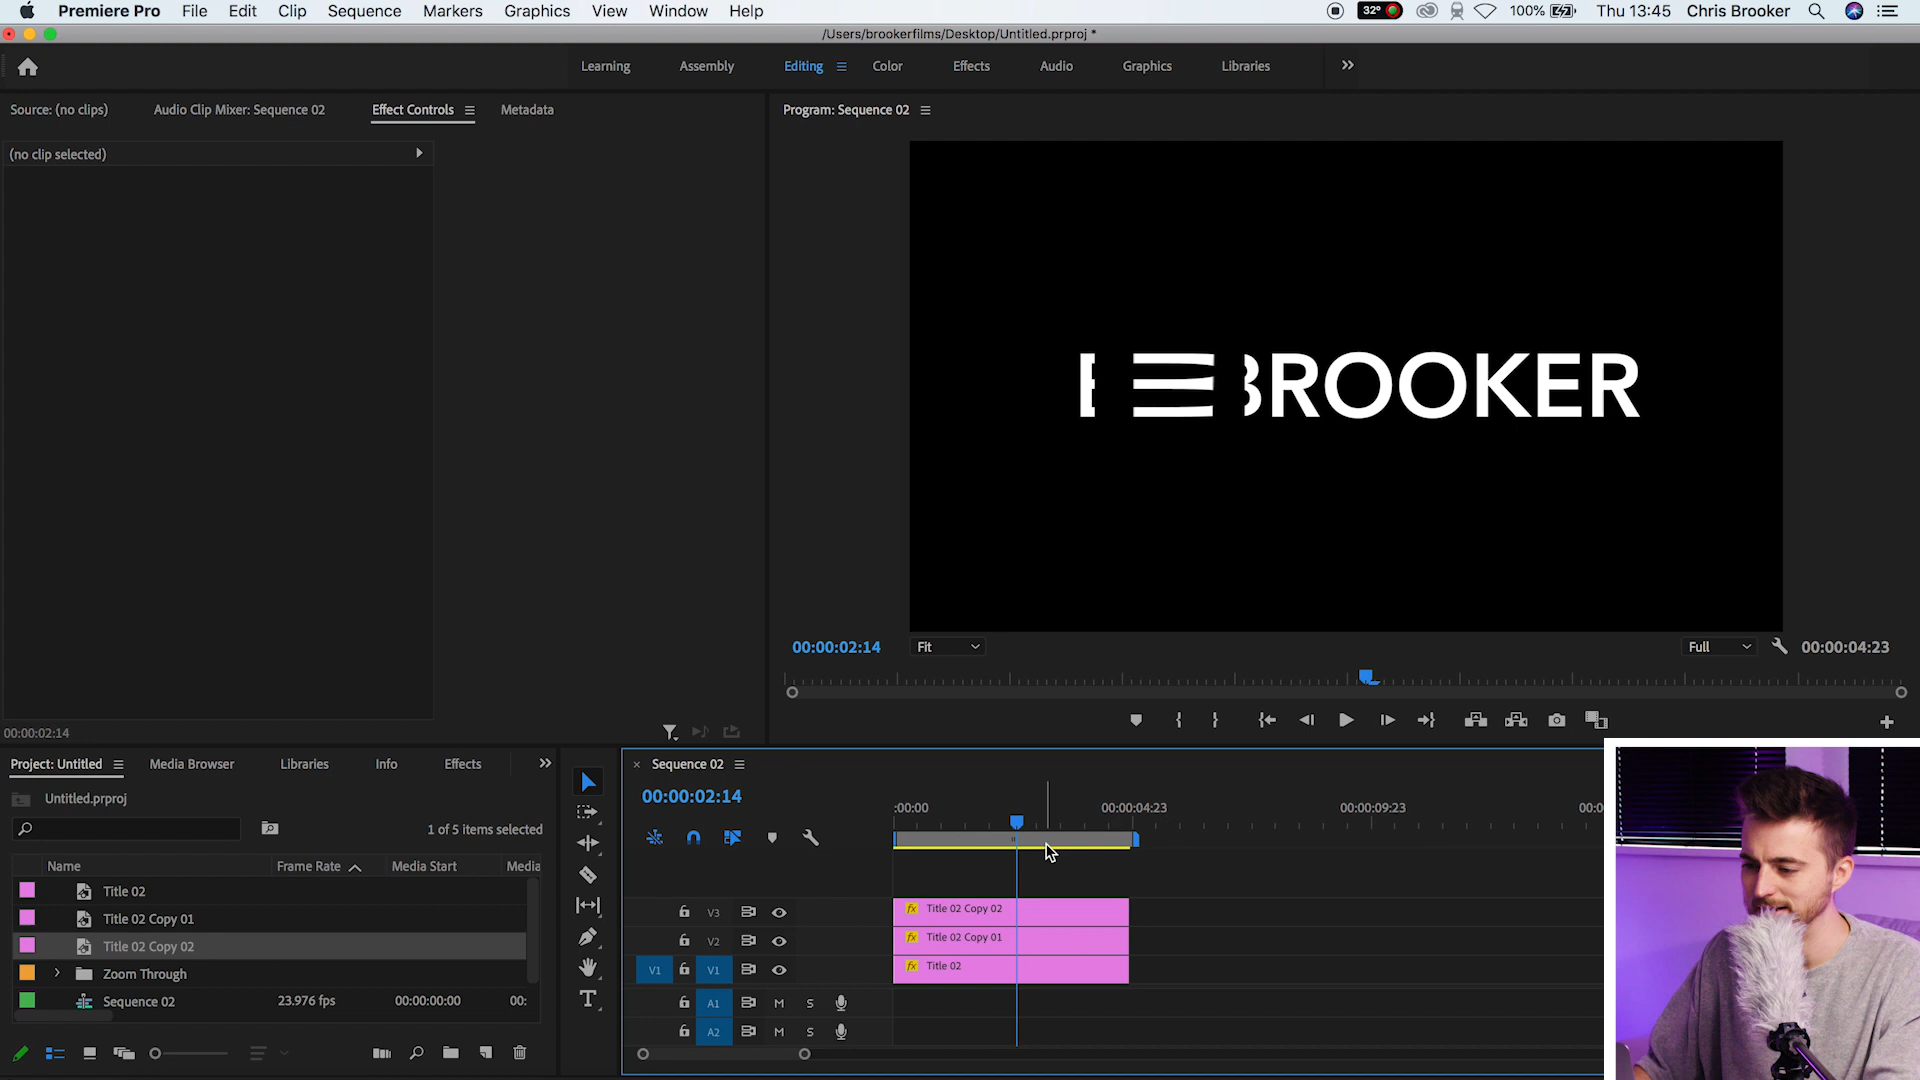 Premiere Pro File Edit Clip Sequence Markers Graphics View Window Help 32° 100% Thu 13:45 Chris Brooker
/Users/brookerfilms/Desktop/Untitled.prproj *
Learning Assembly Editing Color Effects Audio Graphics Libraries
Source: (no clips) Audio Clip Mixer: Sequence 02 Effect Controls Metadata
Program: Sequence 02
(no clip selected)
BROOKER
00:00:02:14 Fit Full 00:00:04:23
00:00:02:14
Project: Untitled Media Browser Libraries Info Effects
Untitled.prproj
1 of 5 items selected
Name Frame Rate Media Start Media
Title 02
Title 02 Copy 01
Title 02 Copy 02
Zoom Through
Sequence 02 23.976 fps 00:00:00:00 00:
Sequence 02
00:00:02:14
:00:00 00:00:04:23 00:00:09:23 00:0
V3 fx Title 02 Copy 02
V2 fx Title 02 Copy 01
V1 V1 fx Title 02
A1 M S
A2 M S